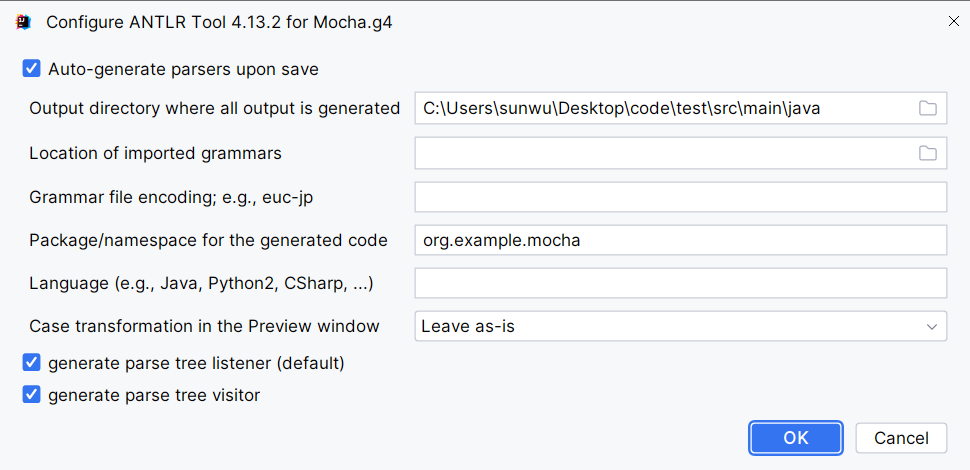 Configure ANTLR Tool 4.13.2 for Mocha.g4
Auto-generate parsers upon save
Output directory where all output is generated C:\Users\sunwu\Desktop\code\test\src\main\java
Location of imported grammars
Grammar file encoding; e.g., euc-jp
Package/namespace for the generated code org.example.mocha
Language (e.g., Java, Python2, CSharp, ...)
Case transformation in the Preview window Leave as-is
generate parse tree listener (default)
generate parse tree visitor
OK Cancel